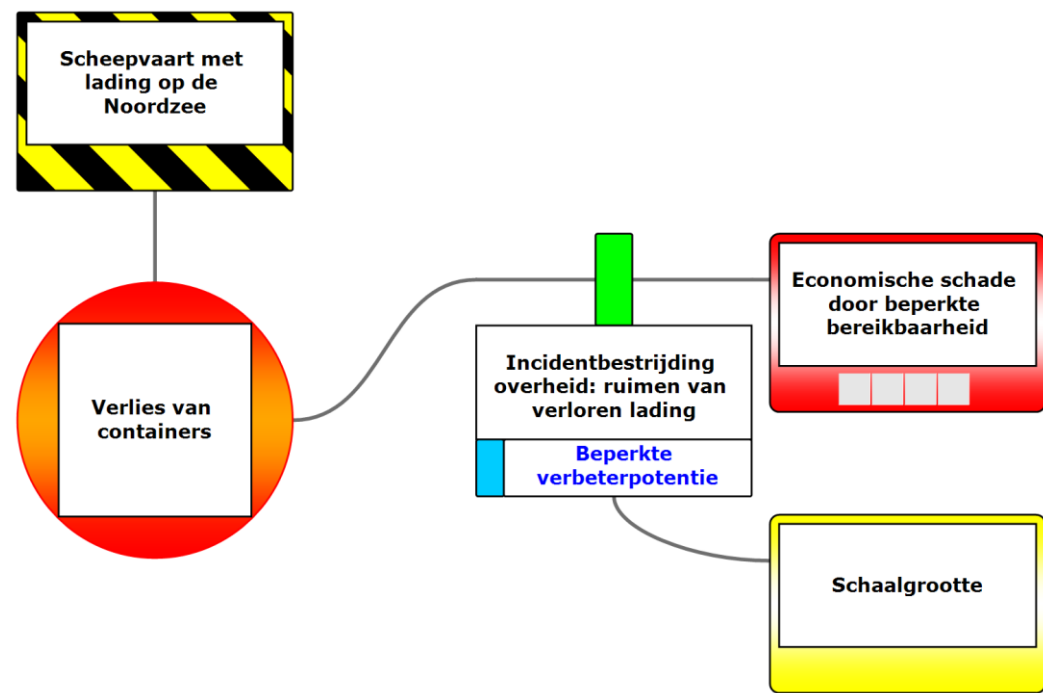 Scheepvaart met
lading op de
Noordzee
Verlies van
containers
Incidentbestrijding
overheid: ruimen van
verloren lading
Beperkte
verbeterpotentie
Economische schade
door beperkte
bereikbaarheid
Schaalgrootte